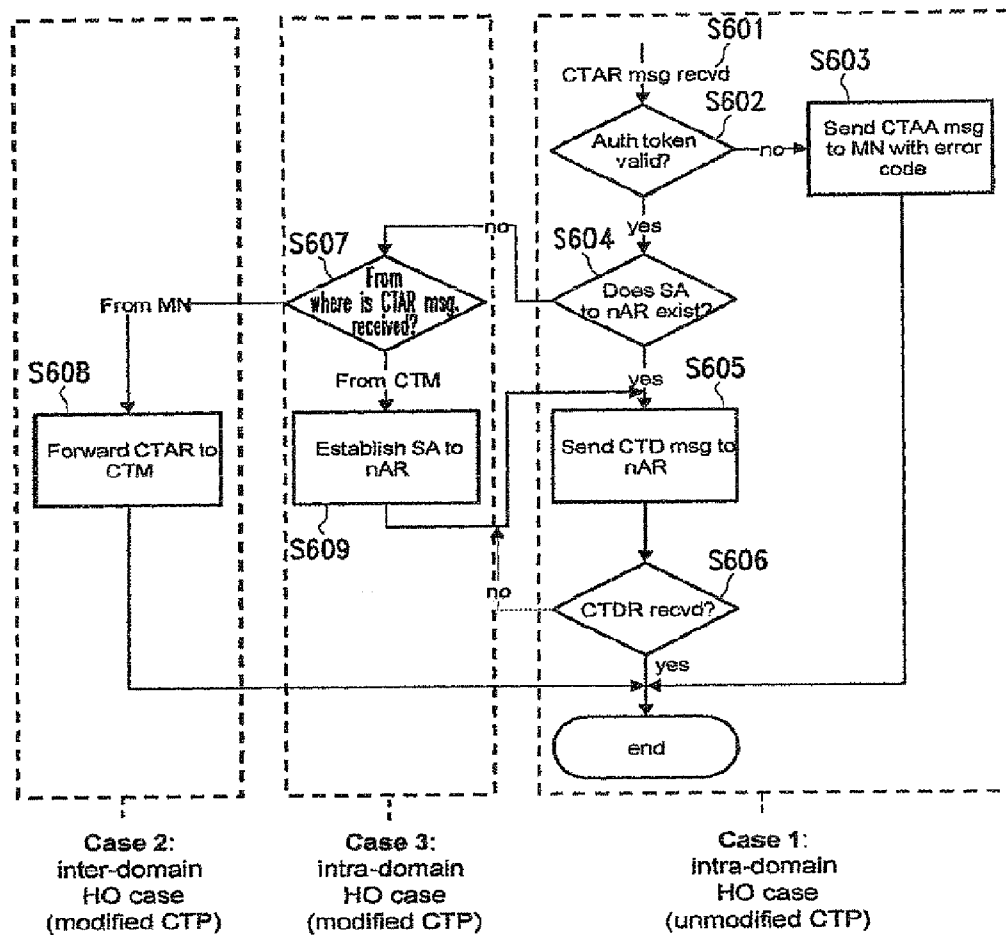 S601
CTAR msg recvd
S602
S603
Auth token
valid?
no
Send CTAA msg
to MN with error
code
yes
no
S604
S607
From
where is CTAR msg.
received?
From MN
Does SA
to nAR exist?
S608
From CTM
yes
S605
Forward CTAR to
CTM
Establish SA to
nAR
Send CTD msg to
nAR
S609
S606
no
CTDR recvd?
yes
end
Case 2:
inter-domain
HO case
(modified CTP)
Case 3:
intra-domain
HO case
(modified CTP)
Case 1:
intra-domain
HO case
(unmodified CTP)